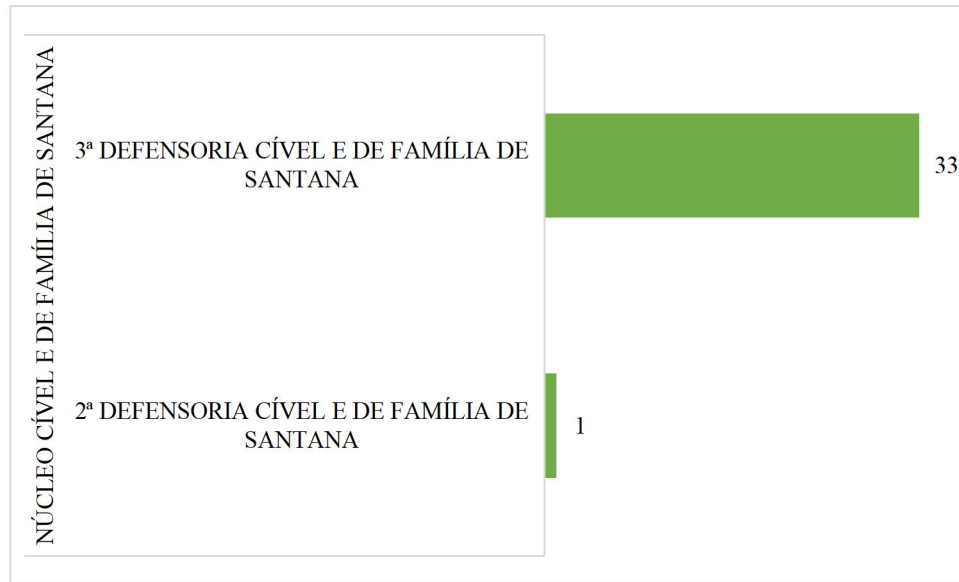 NÚCLEO CÍVEL E DE FAMÍLIA DE SANTANA
3ª DEFENSORIA CÍVEL E DE FAMÍLIA DE
SANTANA
33
2ª DEFENSORIA CÍVEL E DE FAMÍLIA DE
SANTANA
1